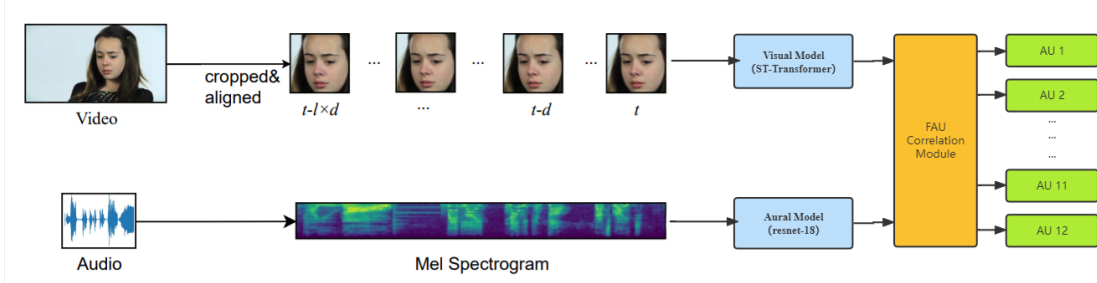 Video
cropped&
aligned
...
...
...
t-l×d
...
t-d
t
Visual Model
(ST-Transformer)
FAU
Correlation
Module
AU 1
AU 2
...
...
...
AU 11
AU 12
Audio
Mel Spectrogram
Aural Model
(resnet-18)